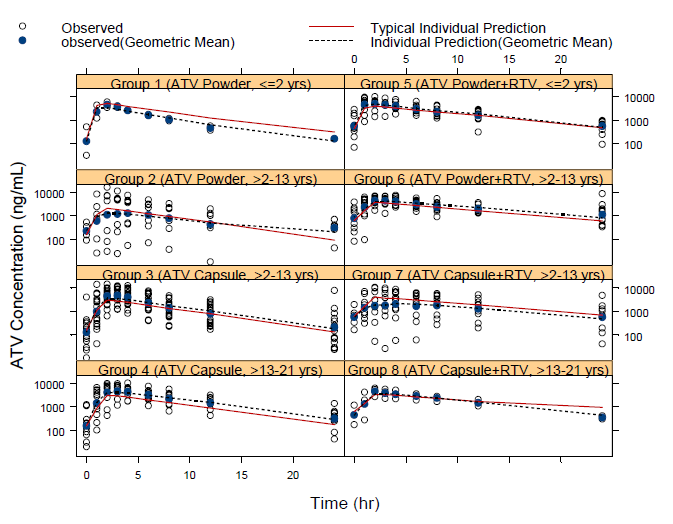 Observed
Typical Individual Prediction
observed(Geometric Mean)
Individual Prediction(Geometric Mean)
0 5 10 15 20
Group 1 (ATV Powder, <=2 yrs)
Group 5 (ATV Powder+RTV, <=2 yrs)
10000
1000
100
Group 2 (ATV Powder, >2-13 yrs)
Group 6 (ATV Powder+RTV, >2-13 yrs)
10000
1000
100
Group 3 (ATV Capsule, >2-13 yrs)
Group 7 (ATV Capsule+RTV, >2-13 yrs)
10000
1000
100
Group 4 (ATV Capsule, >13-21 yrs)
Group 8 (ATV Capsule+RTV, >13-21 yrs)
10000
1000
100
0 5 10 15 20
ATV Concentration (ng/mL)
Time (hr)